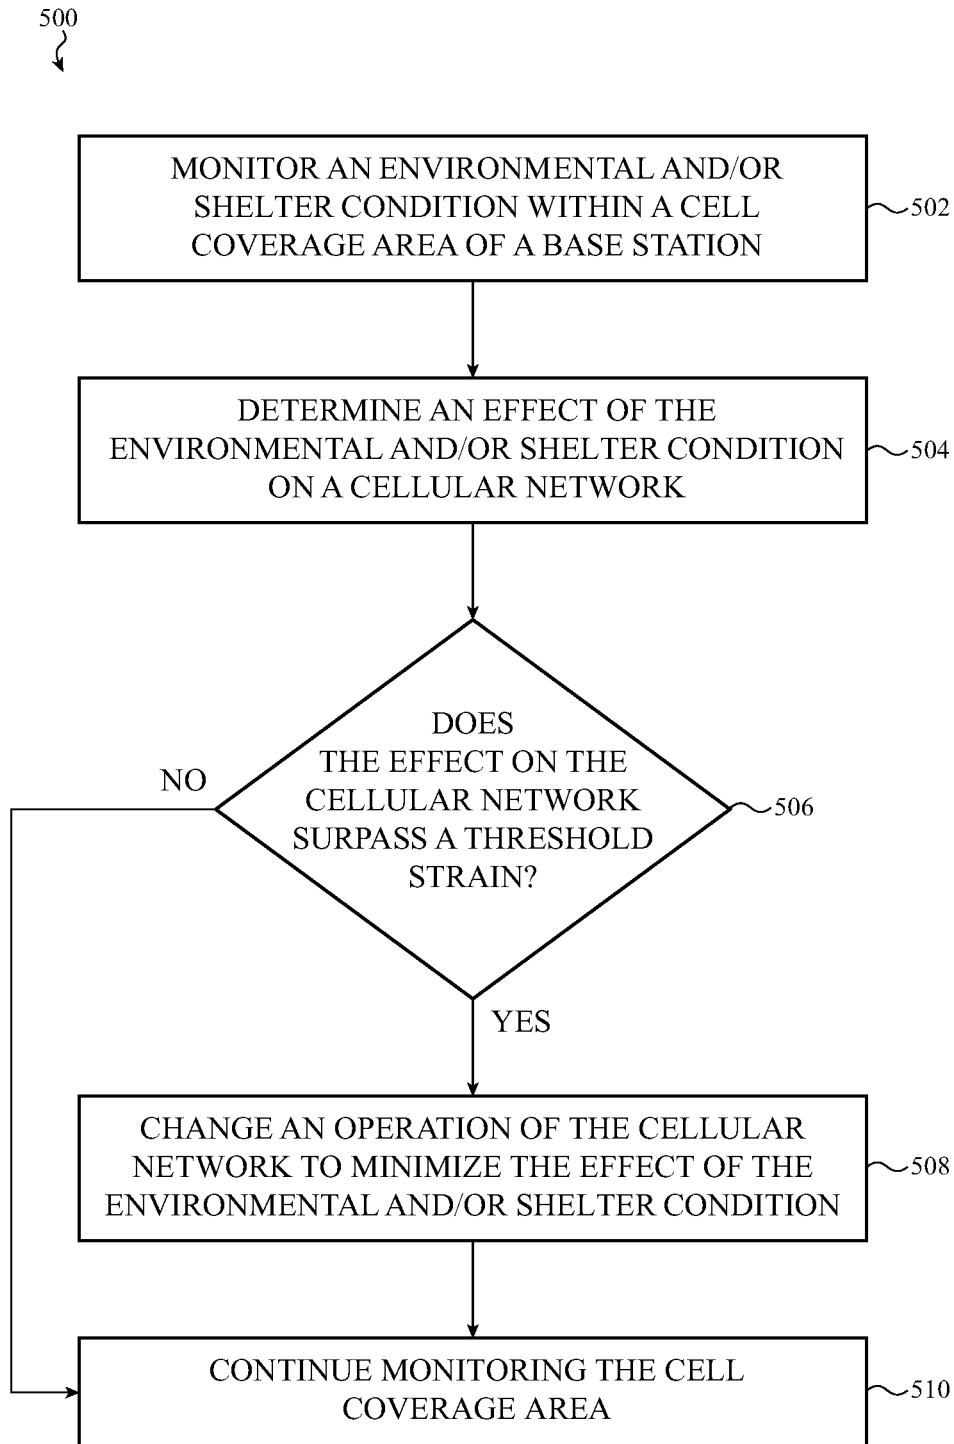 500
MONITOR AN ENVIRONMENTAL AND/OR
SHELTER CONDITION WITHIN A CELL
COVERAGE AREA OF A BASE STATION
502
DETERMINE AN EFFECT OF THE
ENVIRONMENTAL AND/OR SHELTER CONDITION
ON A CELLULAR NETWORK
504
DOES
THE EFFECT ON THE
CELLULAR NETWORK
SURPASS A THRESHOLD
STRAIN?
NO
506
YES
CHANGE AN OPERATION OF THE CELLULAR
NETWORK TO MINIMIZE THE EFFECT OF THE
ENVIRONMENTAL AND/OR SHELTER CONDITION
508
CONTINUE MONITORING THE CELL
COVERAGE AREA
510